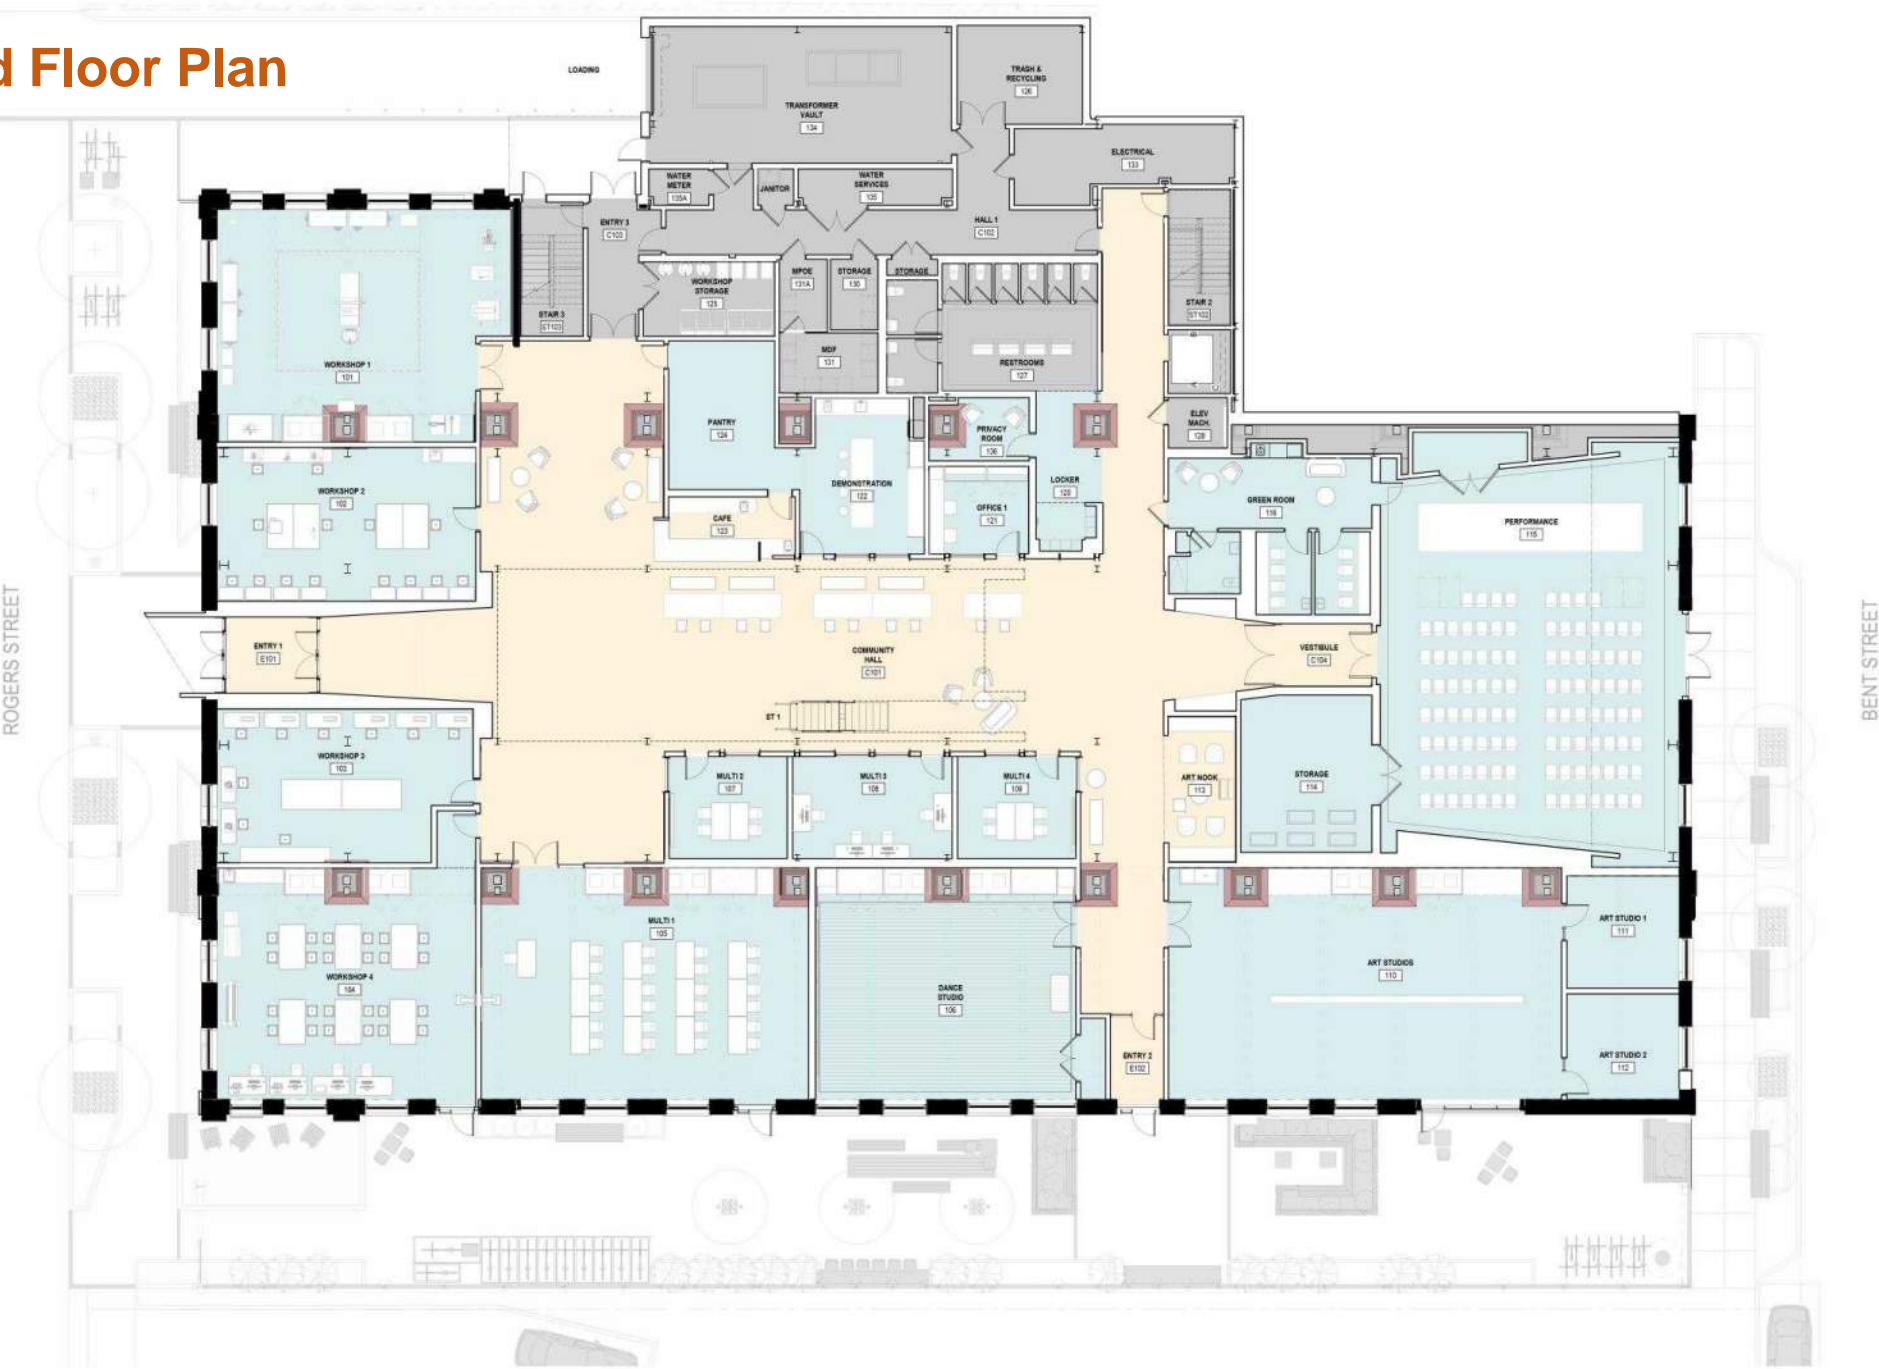 d Floor Plan
LOADING
TRANSFORMER
VAULT
134
TRASH &
RECYCLING
126
ELECTRICAL
133
WATER
METER
135A
JANITOR
WATER
SERVICES
135
ENTRY 3
C103
HALL 1
C102
WORKSHOP
STORAGE
125
MPOE
131A
STORAGE
130
STORAGE
STAIR 3
ST103
STAIR 2
ST102
MDF
131
RESTROOMS
127
WORKSHOP 1
101
PANTRY
124
PRIVACY
ROOM
136
ELEV
MACH.
128
WORKSHOP 2
102
DEMONSTRATION
122
LOCKER
120
GREEN ROOM
116
CAFE
123
OFFICE 1
121
PERFORMANCE
115
ROGERS STREET
BENT STREET
ENTRY 1
E101
COMMUNITY
HALL
C101
VESTIBULE
C104
ST 1
WORKSHOP 3
103
MULTI 2
107
MULTI 3
108
MULTI 4
109
ART NOOK
113
STORAGE
114
WORKSHOP 4
104
MULTI 1
105
DANCE
STUDIO
106
ART STUDIOS
110
ART STUDIO 1
111
ENTRY 2
E102
ART STUDIO 2
112